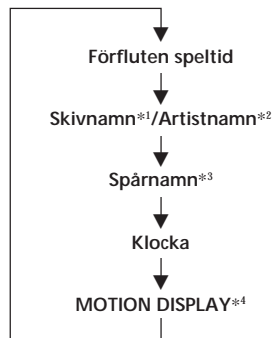 Förfluten speltid
Skivnamn*1/Artistnamn*2
Spårnamn*3
Klocka
MOTION DISPLAY*4